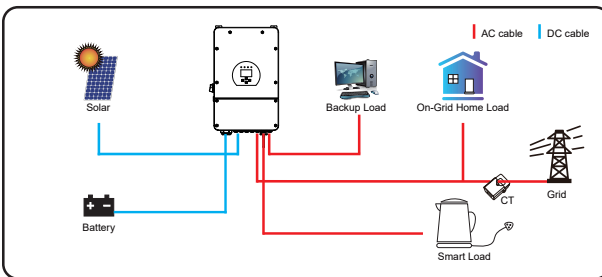 AC cable
DC cable
Solar
Backup Load
On-Grid Home Load
Grid
CT
Battery
Smart Load